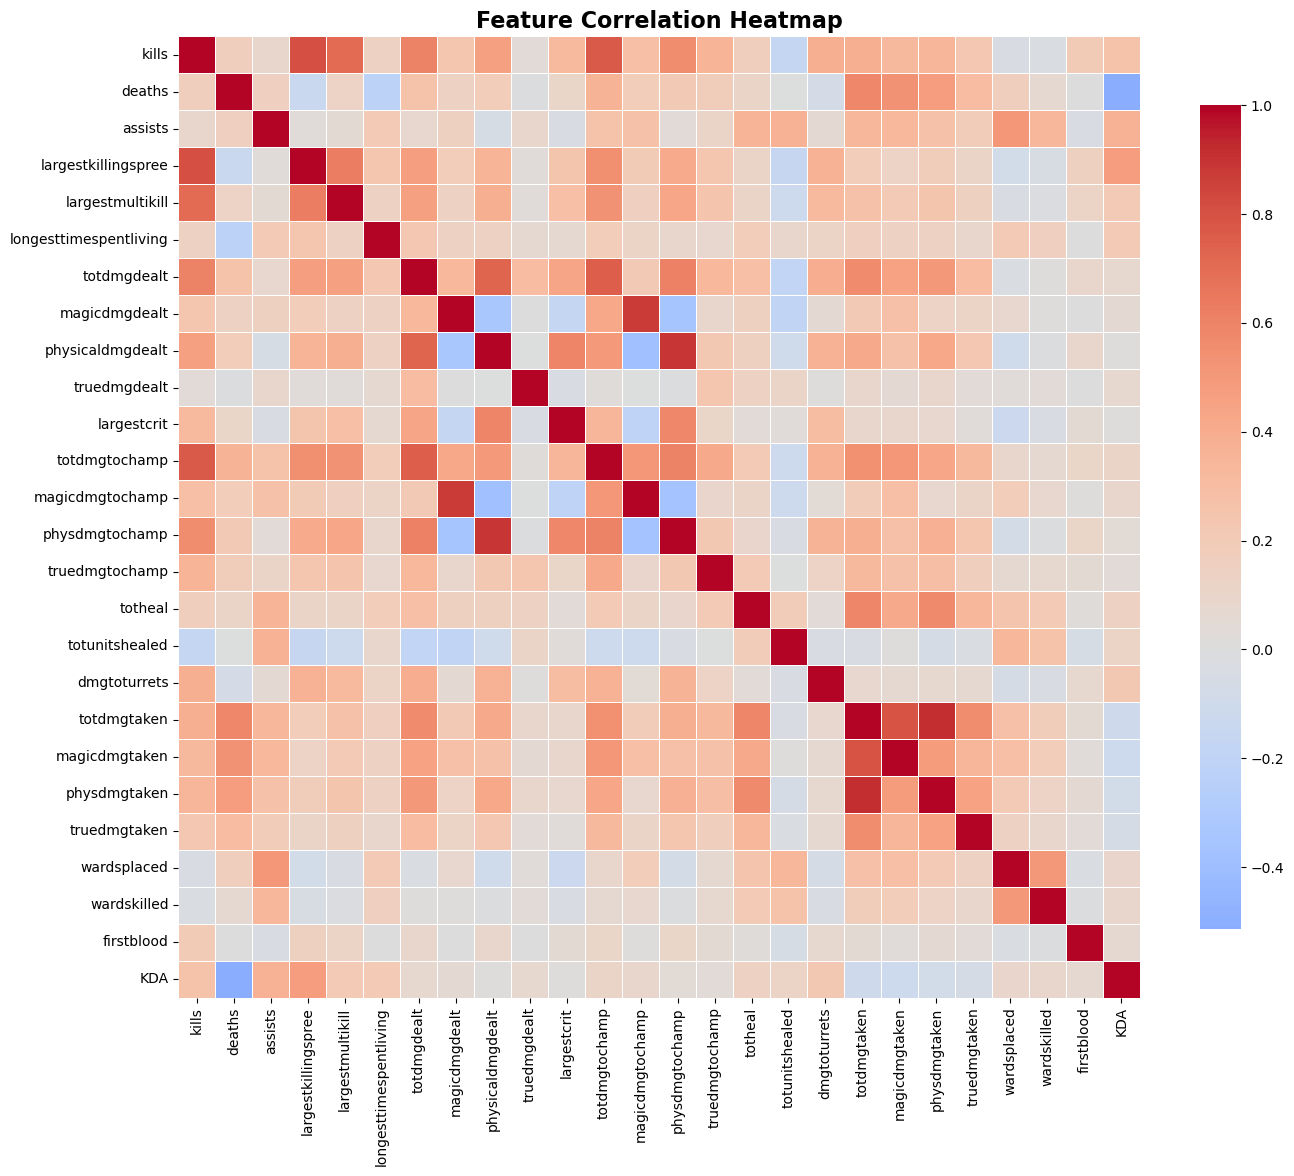 Feature Correlation Heatmap
kills
deaths
assists
largestkillingspree
largestmultikill
longesttimespentliving
totdmgdealt
magicdmgdealt
physicaldmgdealt
truedmgdealt
largestcrit
totdmgtochamp
magicdmgtochamp
physdmgtochamp
truedmgtochamp
totheal
totunitshealed
dmgtoturrets
totdmgtaken
magicdmgtaken
physdmgtaken
truedmgtaken
wardsplaced
wardskilled
firstblood
KDA
kills
deaths
assists
largestkillingspree
largestmultikill
longesttimespentliving
totdmgdealt
magicdmgdealt
physicaldmgdealt
truedmgdealt
largestcrit
totdmgtochamp
magicdmgtochamp
physdmgtochamp
truedmgtochamp
totheal
totunitshealed
dmgtoturrets
totdmgtaken
magicdmgtaken
physdmgtaken
truedmgtaken
wardsplaced
wardskilled
firstblood
KDA
1.0
0.8
0.6
0.4
0.2
0.0
−0.2
−0.4